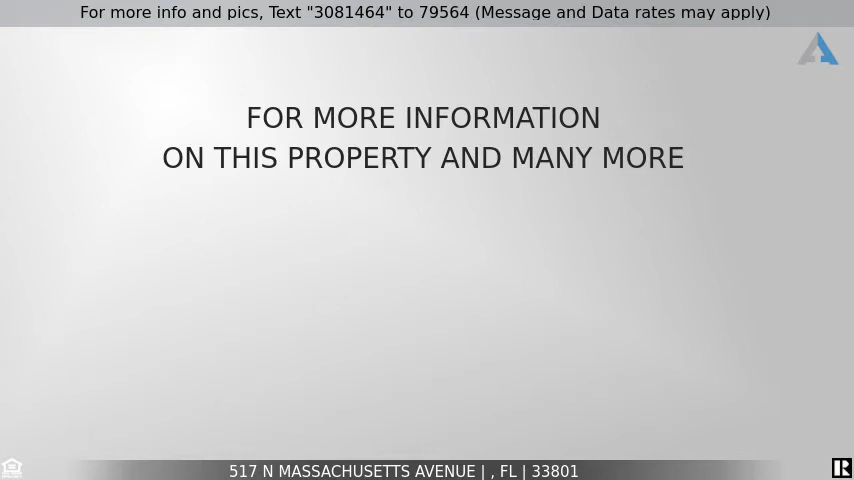 For more info and pics, Text "3081464" to 79564 (Message and Data rates may apply)
FOR MORE INFORMATION
ON THIS PROPERTY AND MANY MORE
517 N MASSACHUSETTS AVENUE | , FL | 33801